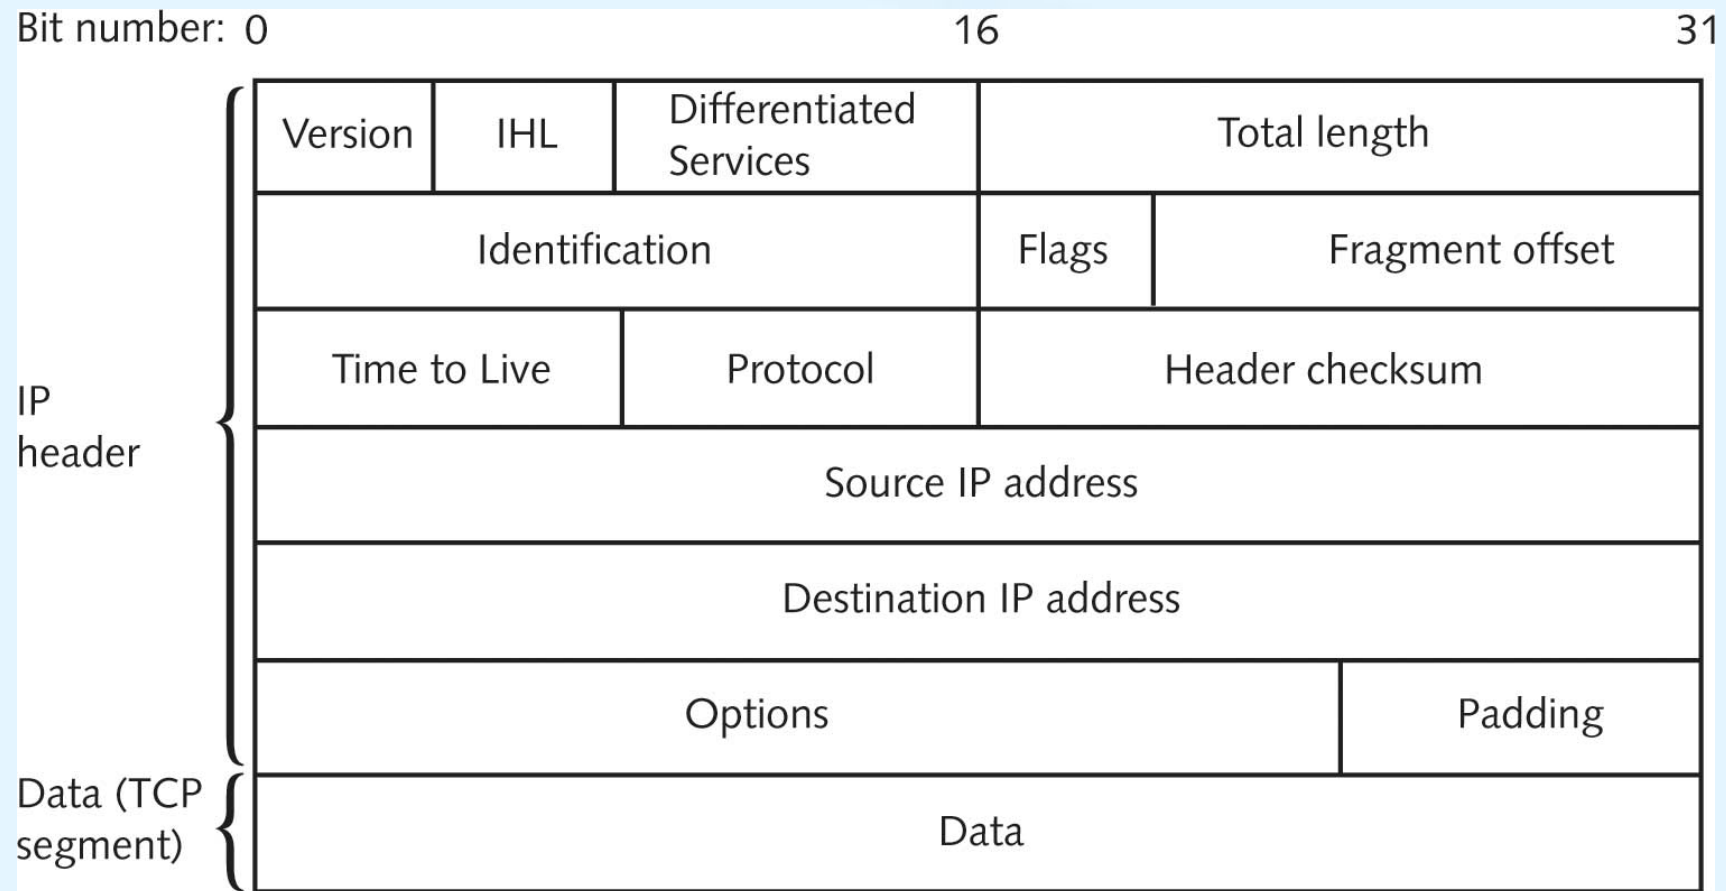 Bit number: 0 16 31
Version IHL Differentiated Services Total length
Identification Flags Fragment offset
Time to Live Protocol Header checksum
IP
header
Source IP address
Destination IP address
Options Padding
Data (TCP
segment)
Data